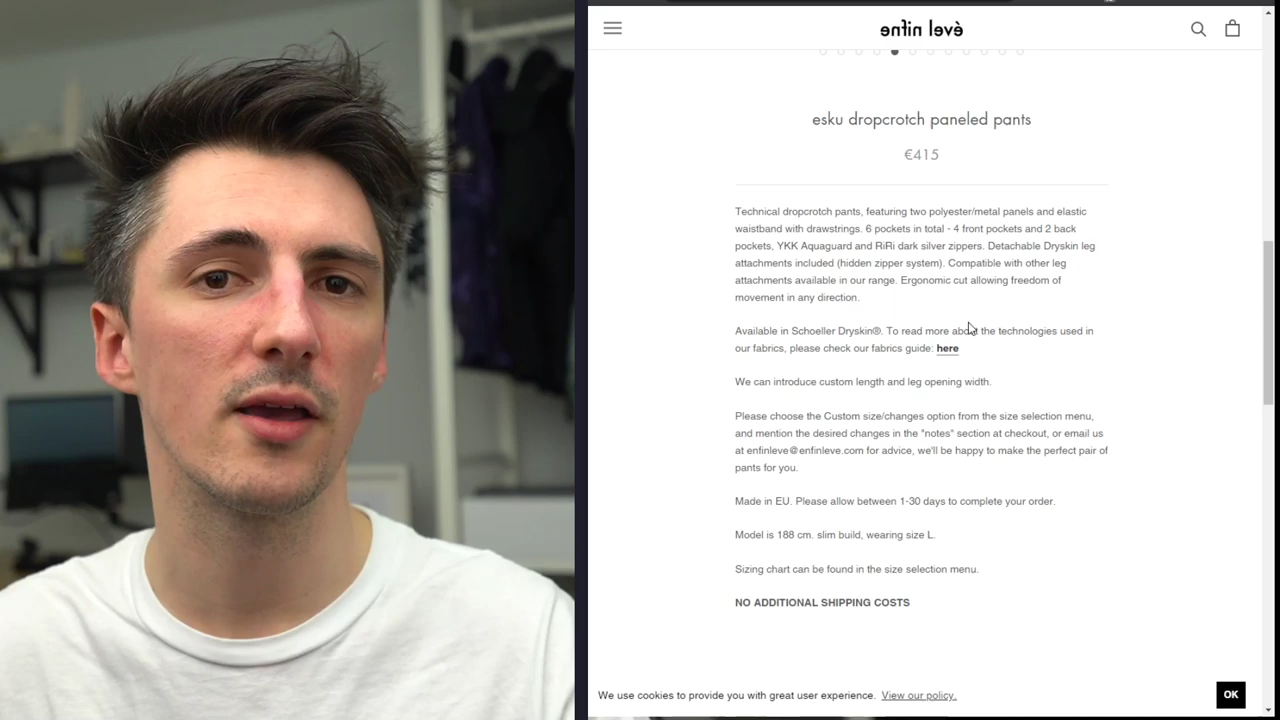 enfin levé
esku dropcrotch paneled pants
€415
Technical dropcrotch pants, featuring two polyester/metal panels and elastic
waistband with drawstrings. 6 pockets in total - 4 front pockets and 2 back
pockets, YKK Aquaguard and RiRi dark silver zippers. Detachable Dryskin leg
attachments included (hidden zipper system). Compatible with other leg
attachments available in our range. Ergonomic cut allowing freedom of
movement in any direction.
Available in Schoeller Dryskin®. To read more about the technologies used in
our fabrics, please check our fabrics guide: here
We can introduce custom length and leg opening width.
Please choose the Custom size/changes option from the size selection menu,
and mention the desired changes in the "notes" section at checkout, or email us
at enfinleve@enfinleve.com for advice, we'll be happy to make the perfect pair of
pants for you.
Made in EU. Please allow between 1-30 days to complete your order.
Model is 188 cm. slim build, wearing size L.
Sizing chart can be found in the size selection menu.
NO ADDITIONAL SHIPPING COSTS
We use cookies to provide you with great user experience. View our policy.
OK